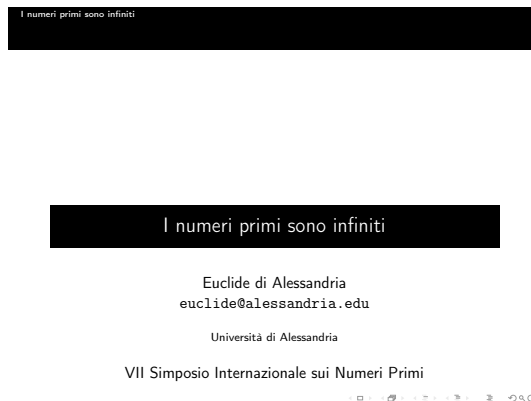 I numeri primi sono infiniti
I numeri primi sono infiniti
Euclide di Alessandria
euclide@alessandria.edu
Università di Alessandria
VII Simposio Internazionale sui Numeri Primi